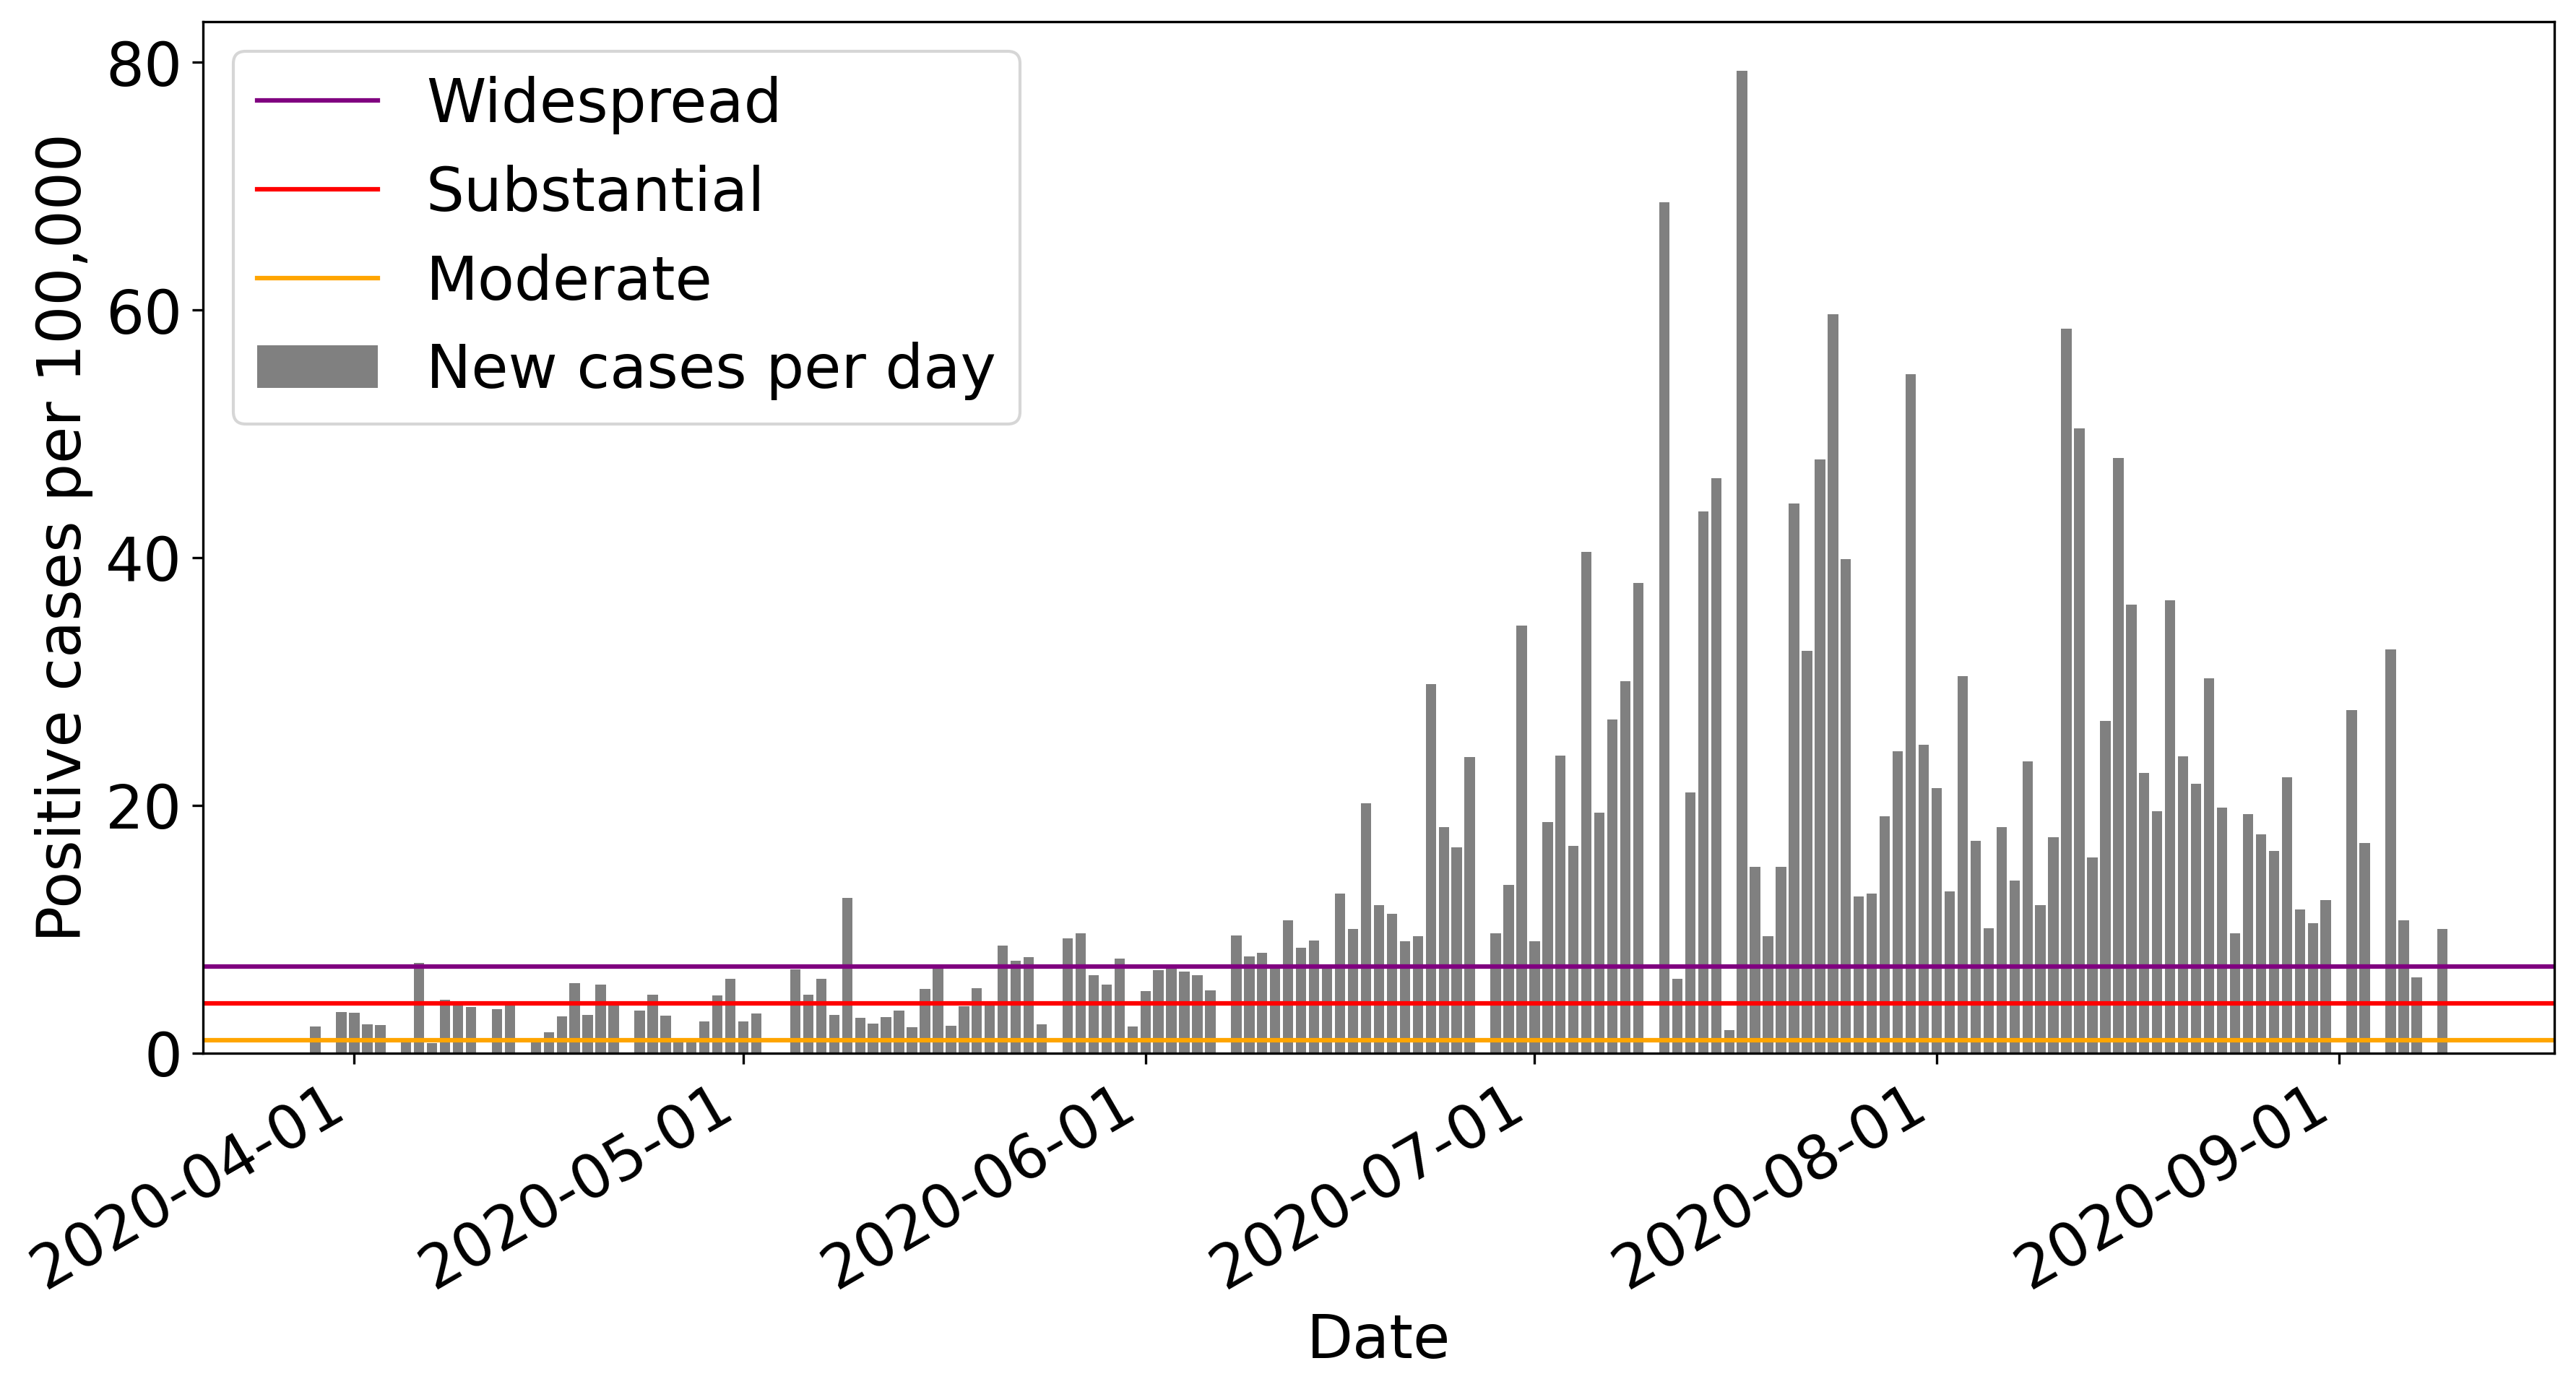 Positive cases per 100,000
80
60
40
20
0
Widespread
Substantial
Moderate
New cases per day
2020-04-01
2020-05-01
2020-06-01
2020-07-01
2020-08-01
2020-09-01
Date